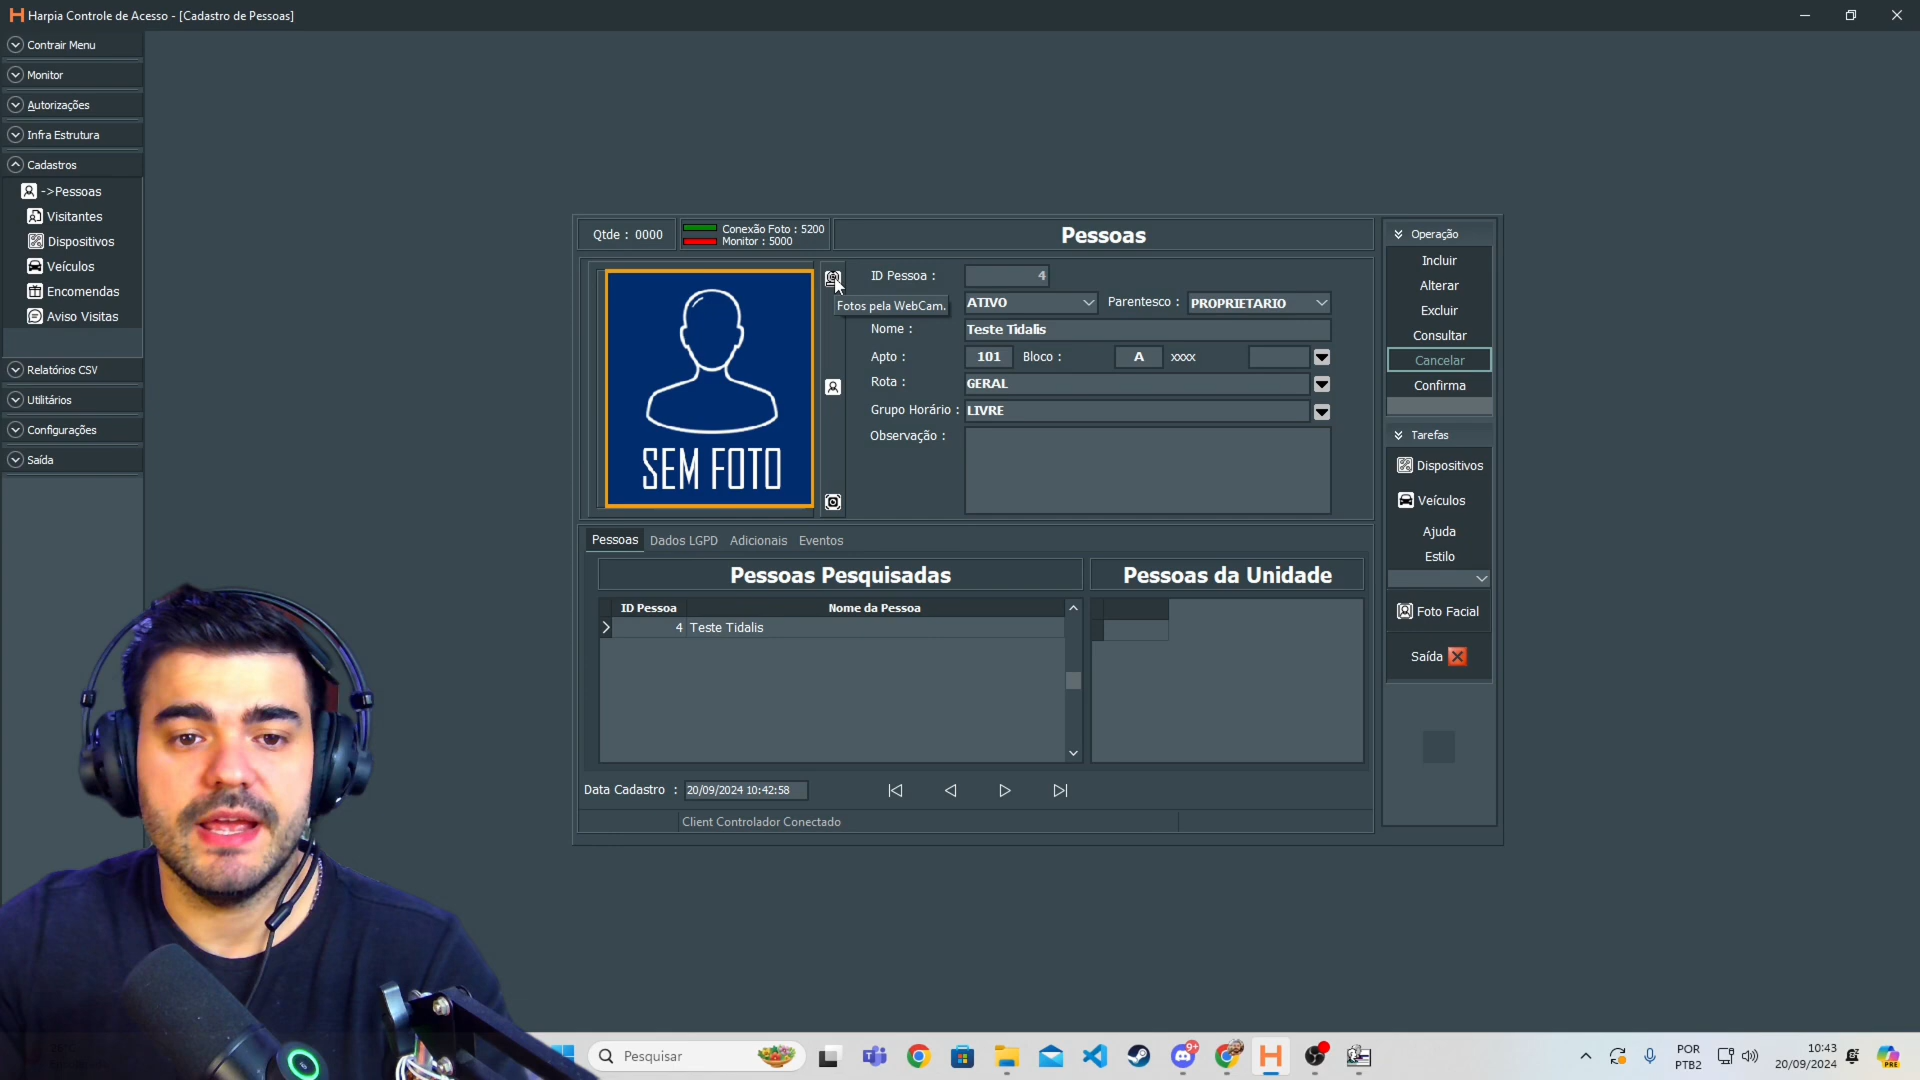 Harpia Controle de Acesso - [Cadastro de Pessoas]
Contrair Menu
Monitor
Autorizações
Infra Estrutura
Cadastros
->Pessoas
Visitantes
Dispositivos
Veículos
Encomendas
Aviso Visitas
Relatórios CSV
Utilitários
Configurações
Saída
Qtde : 0000
Conexão Foto : 5200
Monitor : 5000
Pessoas
SEM FOTO
ID Pessoa : 4
Fotos pela WebCam.
ATIVO Parentesco : PROPRIETARIO
Nome : Teste Tidalis
Apto : 101 Bloco : A xxxx
Rota : GERAL
Grupo Horário : LIVRE
Observação :
Pessoas Dados LGPD Adicionais Eventos
Pessoas Pesquisadas
Pessoas da Unidade
ID Pessoa Nome da Pessoa
4 Teste Tidalis
Data Cadastro : 20/09/2024 10:42:58
Client Controlador Conectado
Operação
Incluir
Alterar
Excluir
Consultar
Cancelar
Confirma
Tarefas
Dispositivos
Veículos
Ajuda
Estilo
Foto Facial
Saída
Pesquisar
9+
POR
PTB2
10:43
20/09/2024
PRE